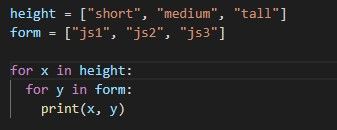 height = ["short", "medium", "tall"]
form = ["js1", "js2", "js3"]

for x in height:
  for y in form:
    print(x, y)